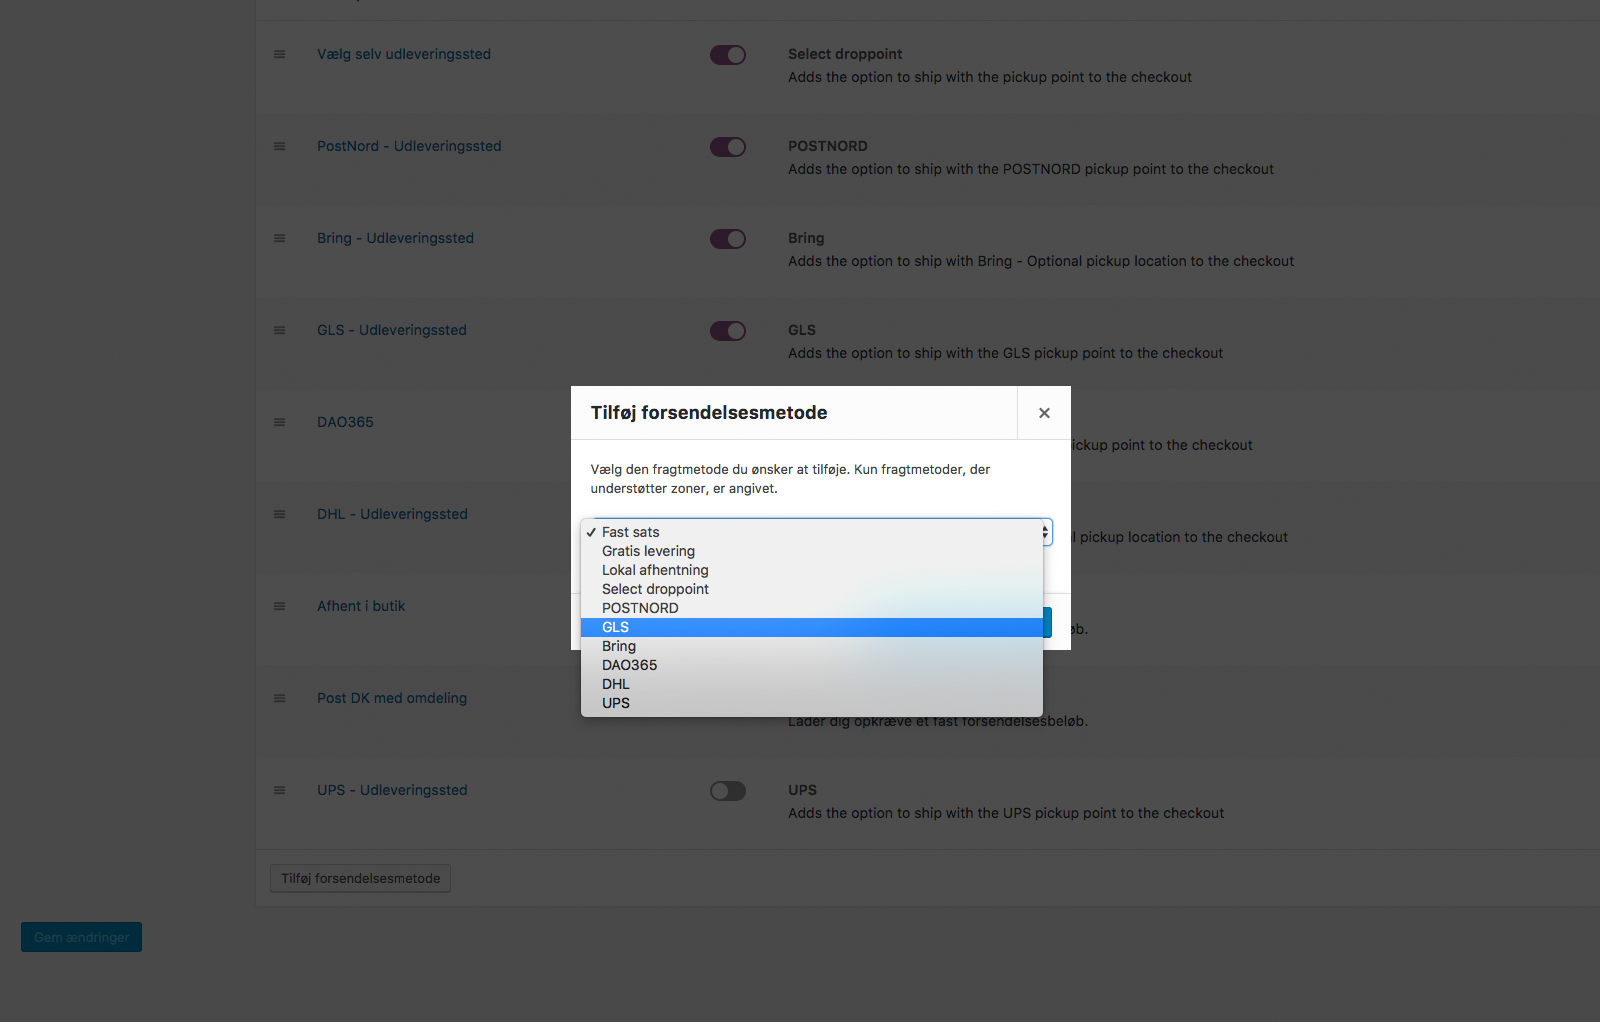 Vælg selv udleveringssted
Select droppoint
Adds the option to ship with the pickup point to the checkout
PostNord - Udleveringssted
POSTNORD
Adds the option to ship with the POSTNORD pickup point to the checkout
Bring - Udleveringssted
Bring
Adds the option to ship with Bring - Optional pickup location to the checkout
GLS - Udleveringssted
GLS
Adds the option to ship with the GLS pickup point to the checkout
DAO365
ickup point to the checkout
DHL - Udleveringssted
l pickup location to the checkout
Afhent i butik
øb.
Post DK med omdeling
Lader dig opkræve et fast forsendelsesbeløb.
UPS - Udleveringssted
UPS
Adds the option to ship with the UPS pickup point to the checkout
Tilføj forsendelsesmetode
Gem ændringer
Tilføj forsendelsesmetode
Vælg den fragtmetode du ønsker at tilføje. Kun fragtmetoder, der
understøtter zoner, er angivet.
Fast sats
Gratis levering
Lokal afhentning
Select droppoint
POSTNORD
GLS
Bring
DAO365
DHL
UPS